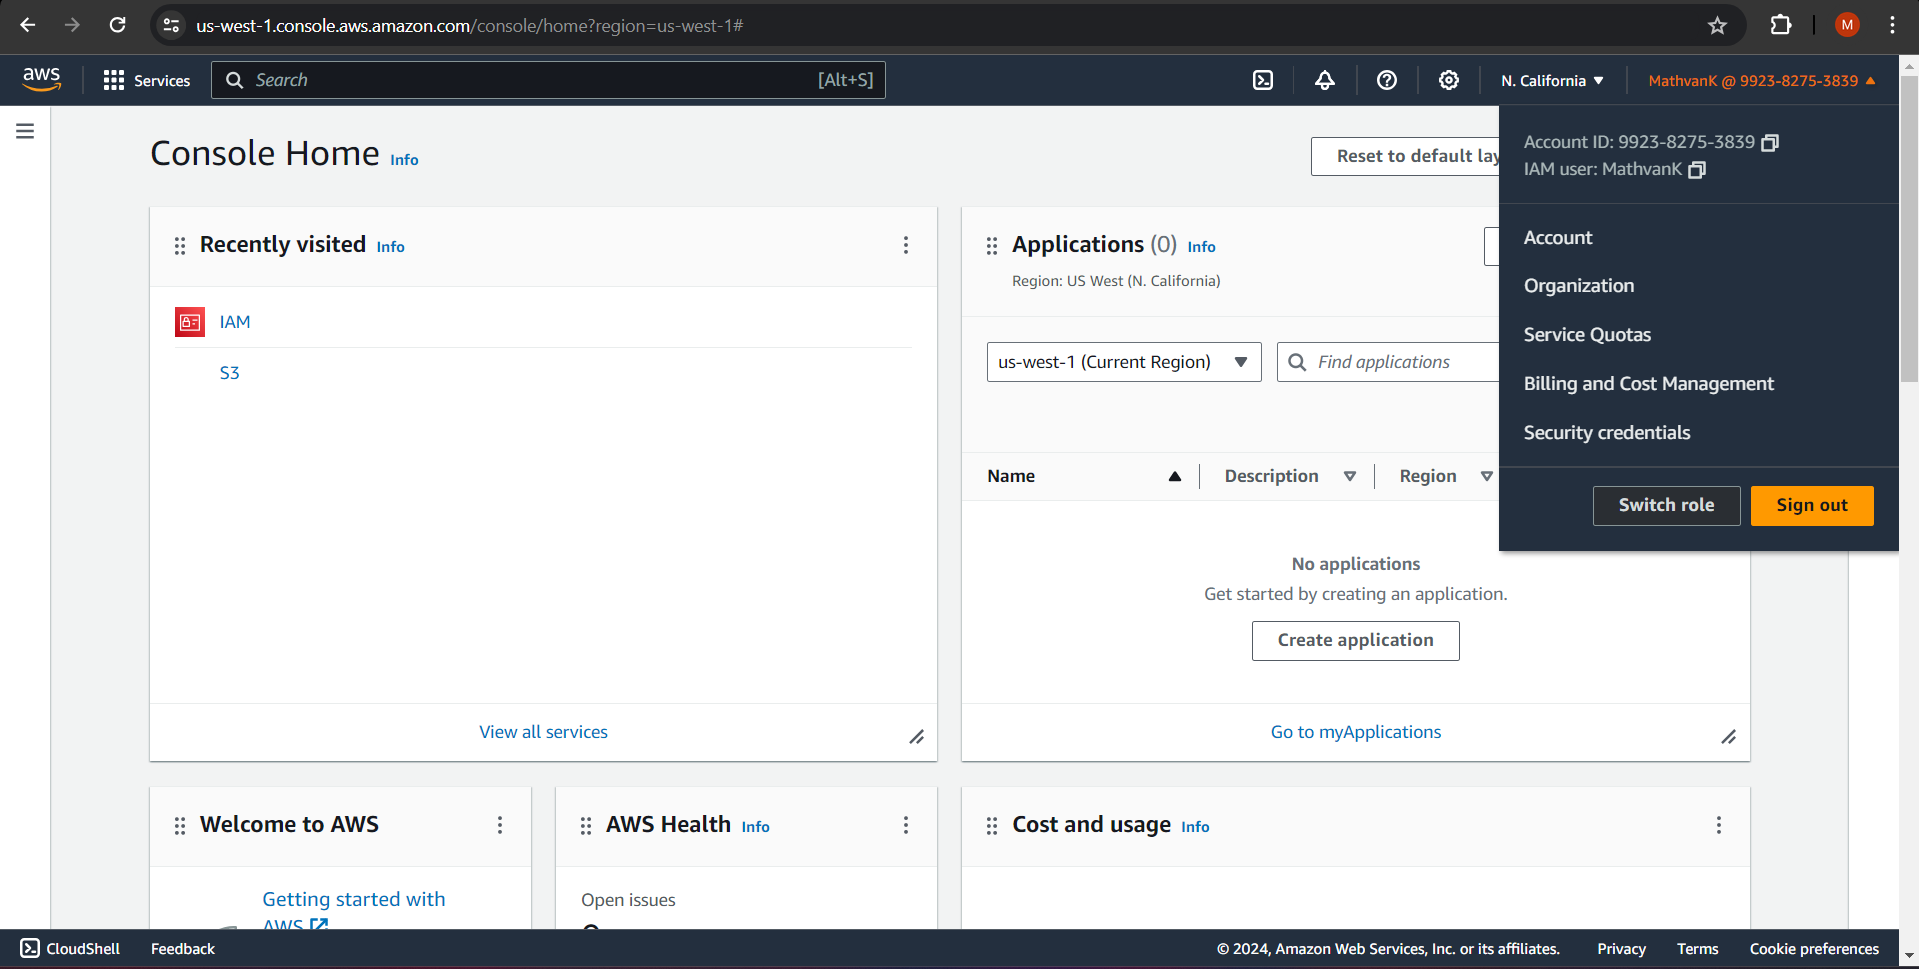 us-west-1.console.aws.amazon.com/console/home?region=us-west-1#
M
aws
Services
Search
[Alt+S]
N. California
MathvanK @ 9923-8275-3839
Account ID: 9923-8275-3839
IAM user: MathvanK
Account
Organization
Service Quotas
Billing and Cost Management
Security credentials
Switch role
Sign out
Console Home Info
Reset to default lay
Recently visited Info
IAM
S3
View all services
Applications (0) Info
Region: US West (N. California)
us-west-1 (Current Region)
Find applications
Name
Description
Region
No applications
Get started by creating an application.
Create application
Go to myApplications
Welcome to AWS
Getting started with
AWS
AWS Health Info
Open issues
Cost and usage Info
CloudShell
Feedback
© 2024, Amazon Web Services, Inc. or its affiliates.
Privacy
Terms
Cookie preferences